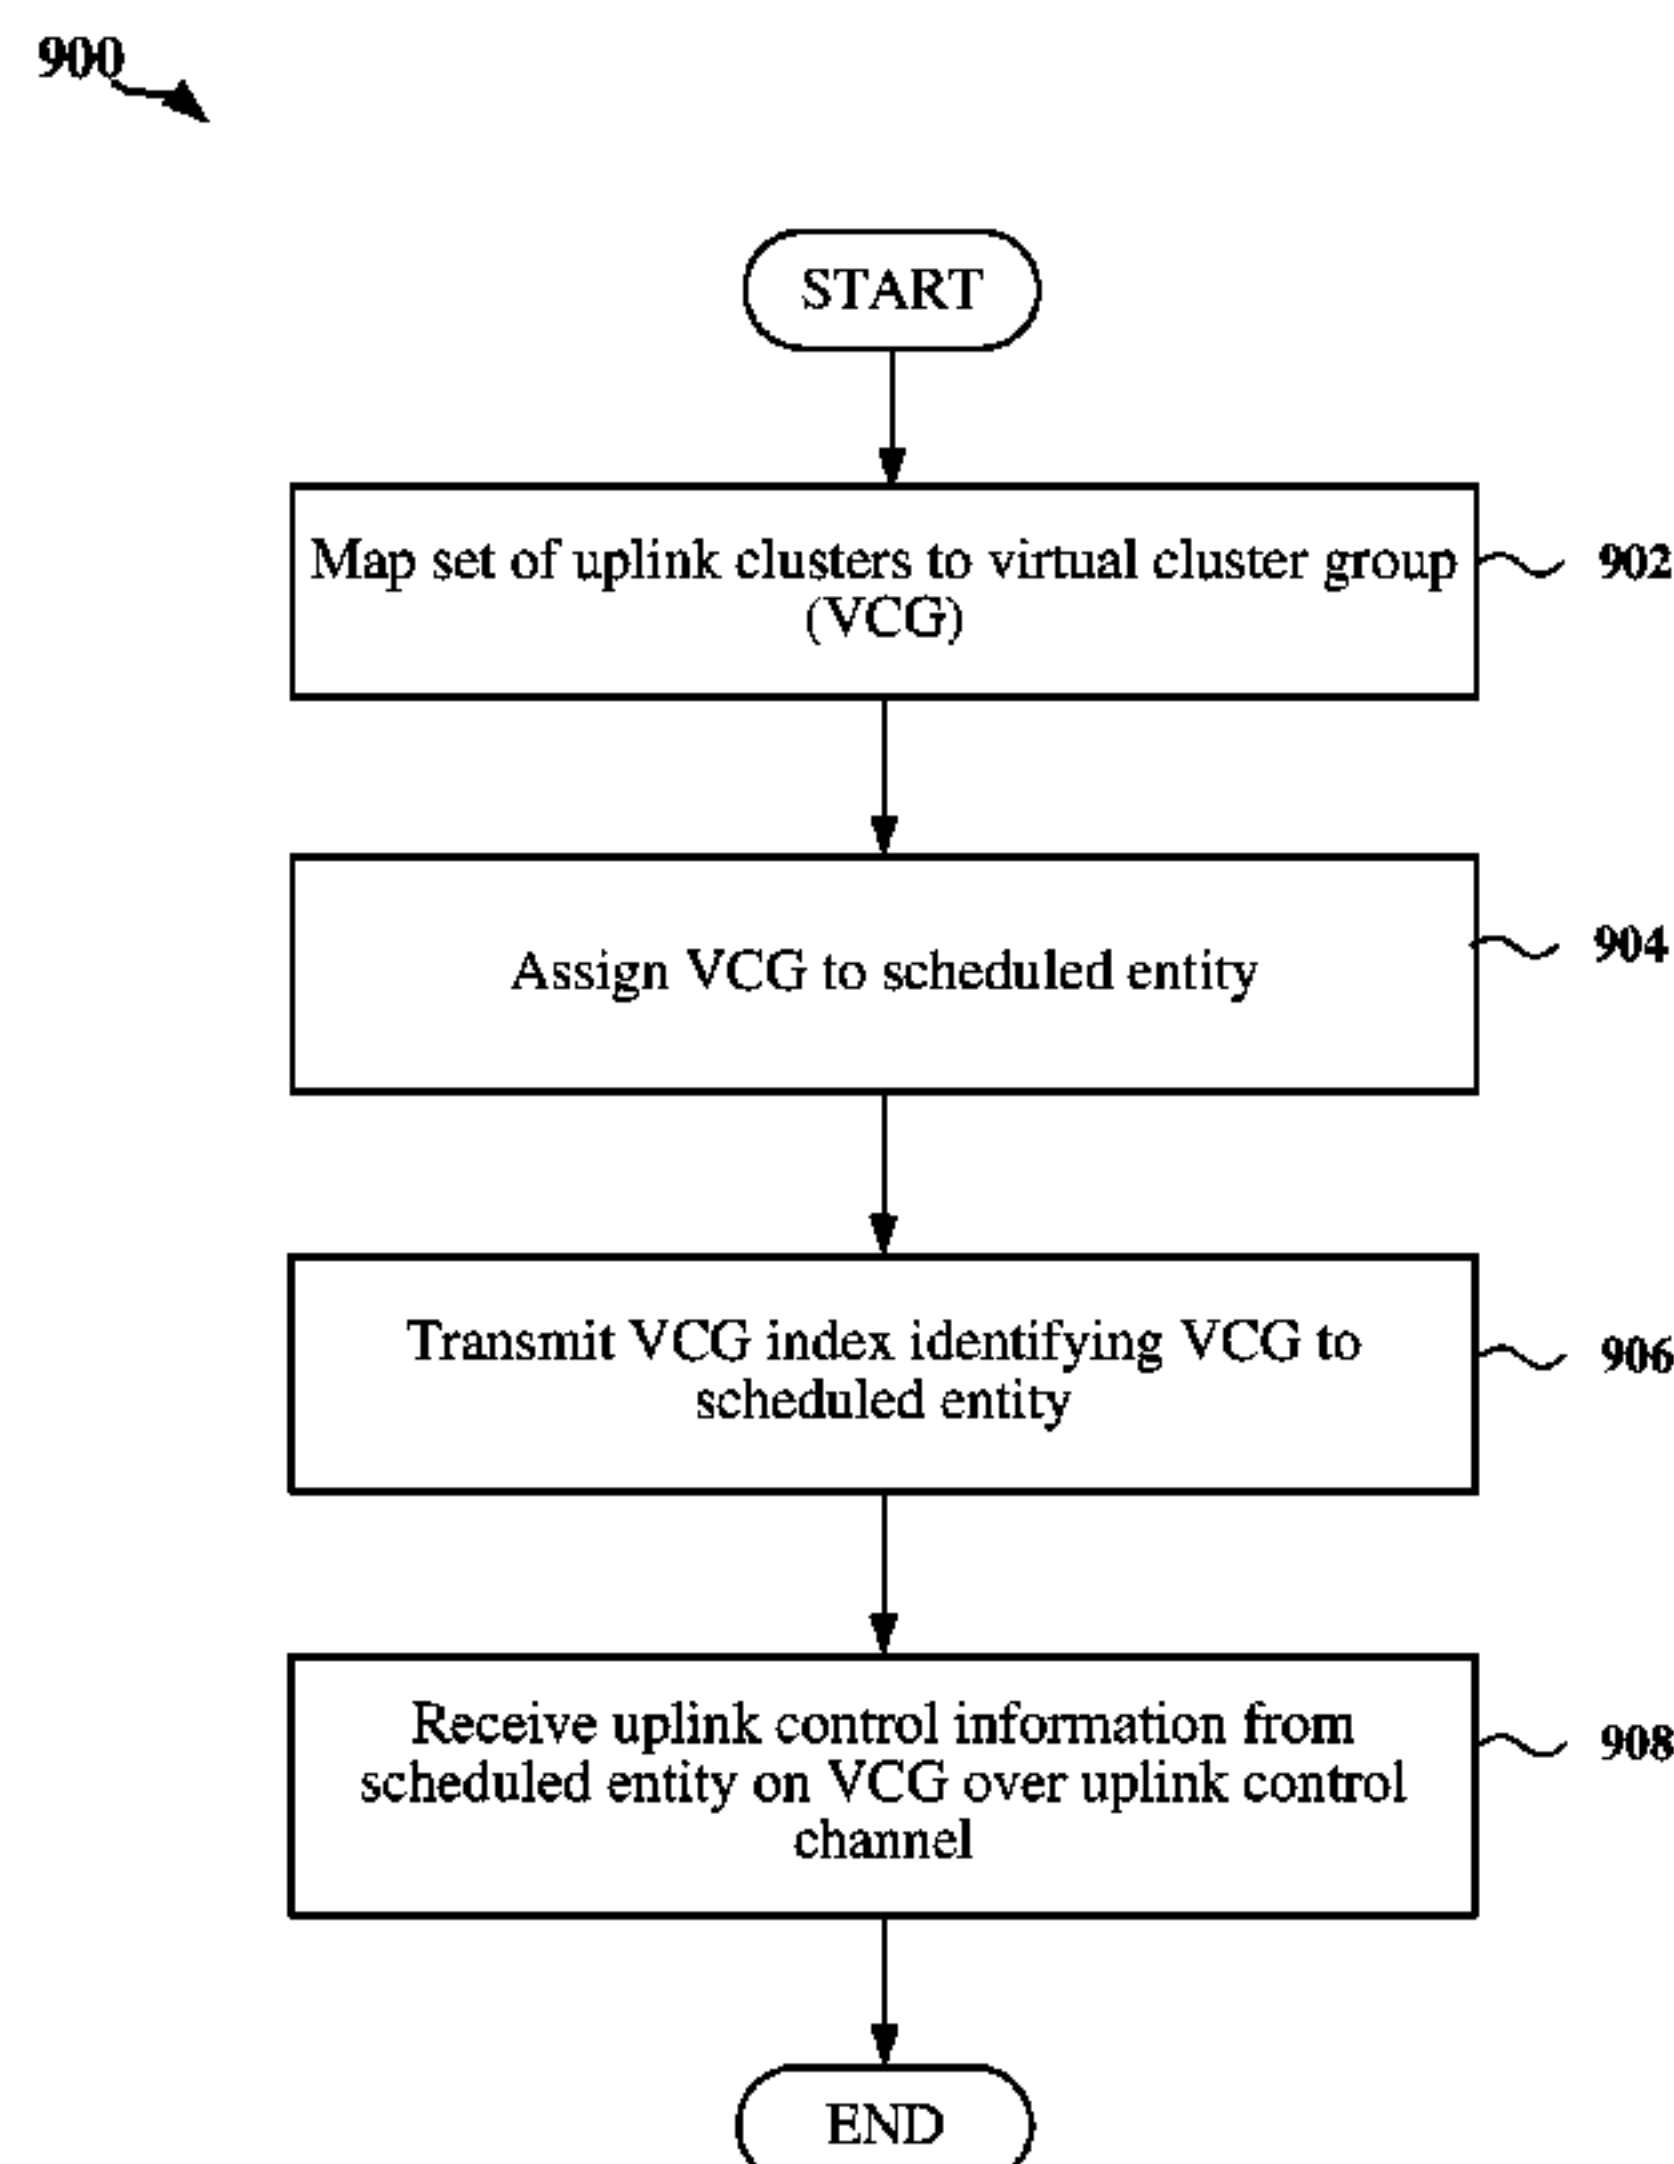 900
START
Map set of uplink clusters to virtual cluster group
(VCG)
902
Assign VCG to scheduled entity
904
Transmit VCG index identifying VCG to
scheduled entity
906
Receive uplink control information from
scheduled entity on VCG over uplink control
channel
908
END